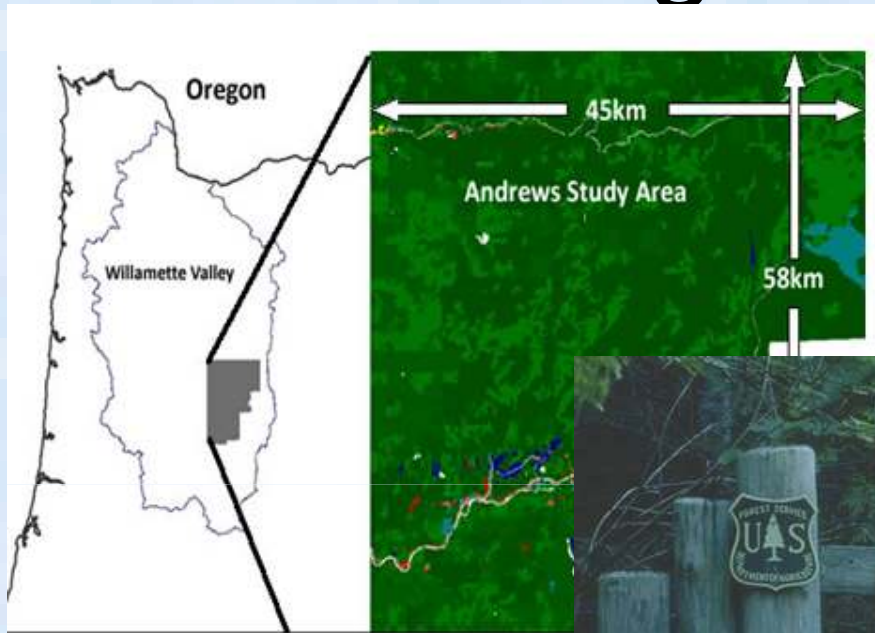 Oregon
45km
Andrews Study Area
Willamette Valley
58km
FOREST SERVICE
U S
DEPARTMENT OF AGRICULTURE